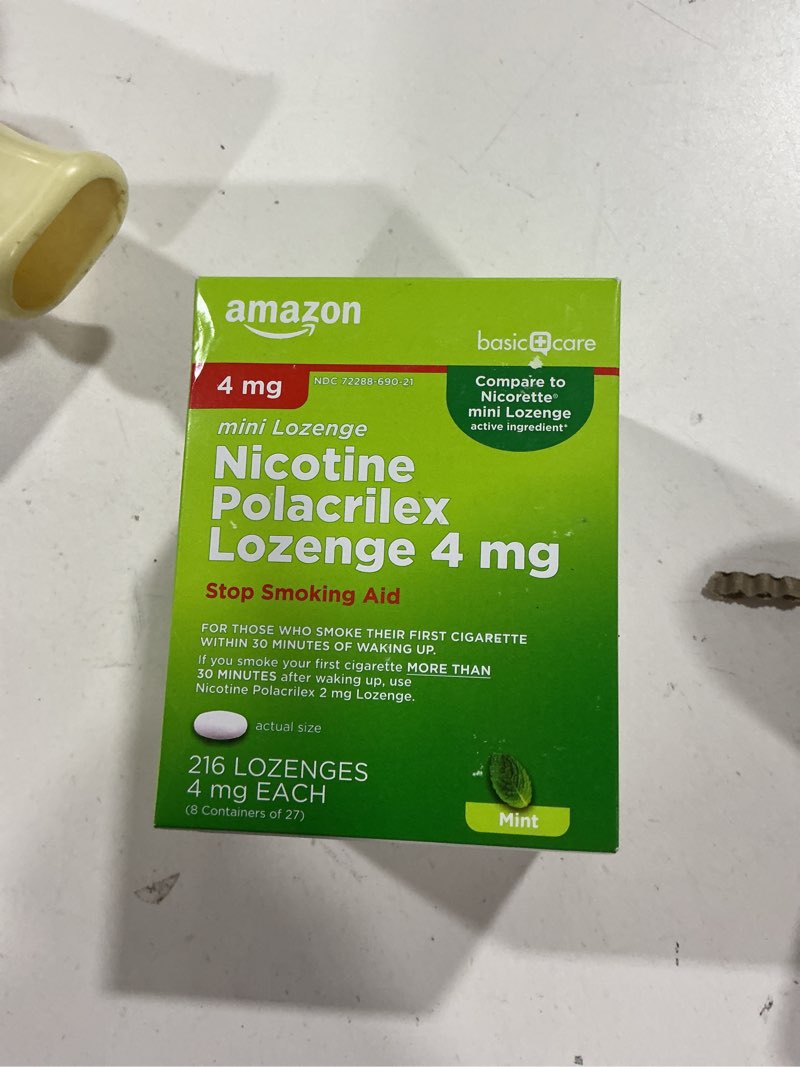 amazon
basic care
4 mg
NDC 72288-690-21
Compare to
Nicorette®
mini Lozenge
active ingredient*
mini Lozenge
Nicotine
Polacrilex
Lozenge 4 mg
Stop Smoking Aid
FOR THOSE WHO SMOKE THEIR FIRST CIGARETTE
WITHIN 30 MINUTES OF WAKING UP.
If you smoke your first cigarette MORE THAN
30 MINUTES after waking up, use
Nicotine Polacrilex 2 mg Lozenge.
actual size
216 LOZENGES
4 mg EACH
(8 Containers of 27)
Mint